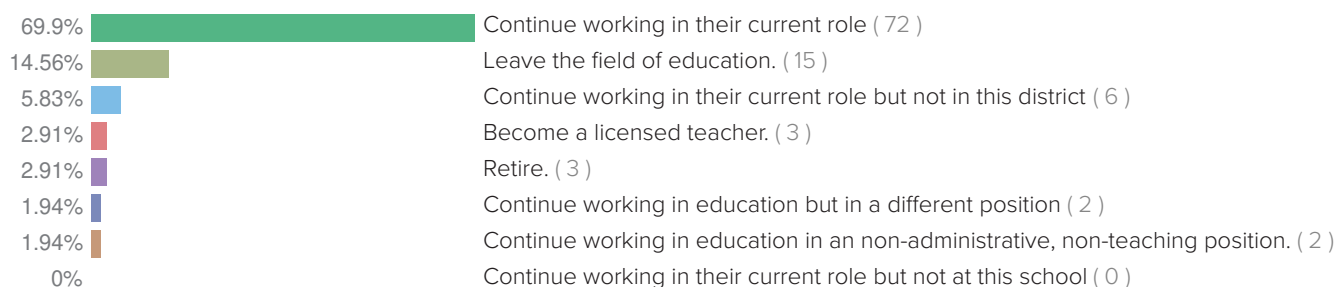 69.9% Continue working in their current role ( 72 )
14.56% Leave the field of education. ( 15 )
5.83% Continue working in their current role but not in this district ( 6 )
2.91% Become a licensed teacher. ( 3 )
2.91% Retire. ( 3 )
1.94% Continue working in education but in a different position ( 2 )
1.94% Continue working in education in an non-administrative, non-teaching position. ( 2 )
0% Continue working in their current role but not at this school ( 0 )